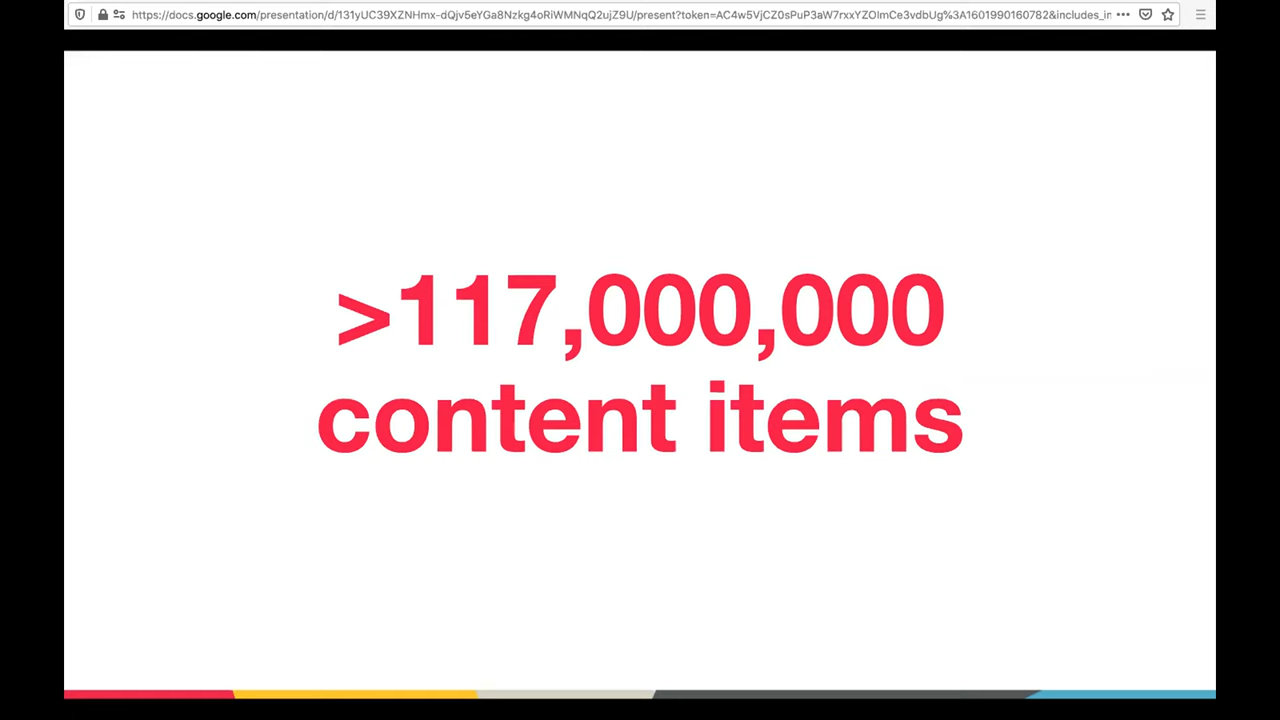 https://docs.google.com/presentation/d/131yUC39XZNHmx-dQjv5eYGa8Nzkg4oRiWMNqQ2ujZ9U/present?token=AC4w5VjCZ0sPuP3aW7rxxYZOlmCe3vdbUg%3A1601990160782&includes_in
>117,000,000
content items